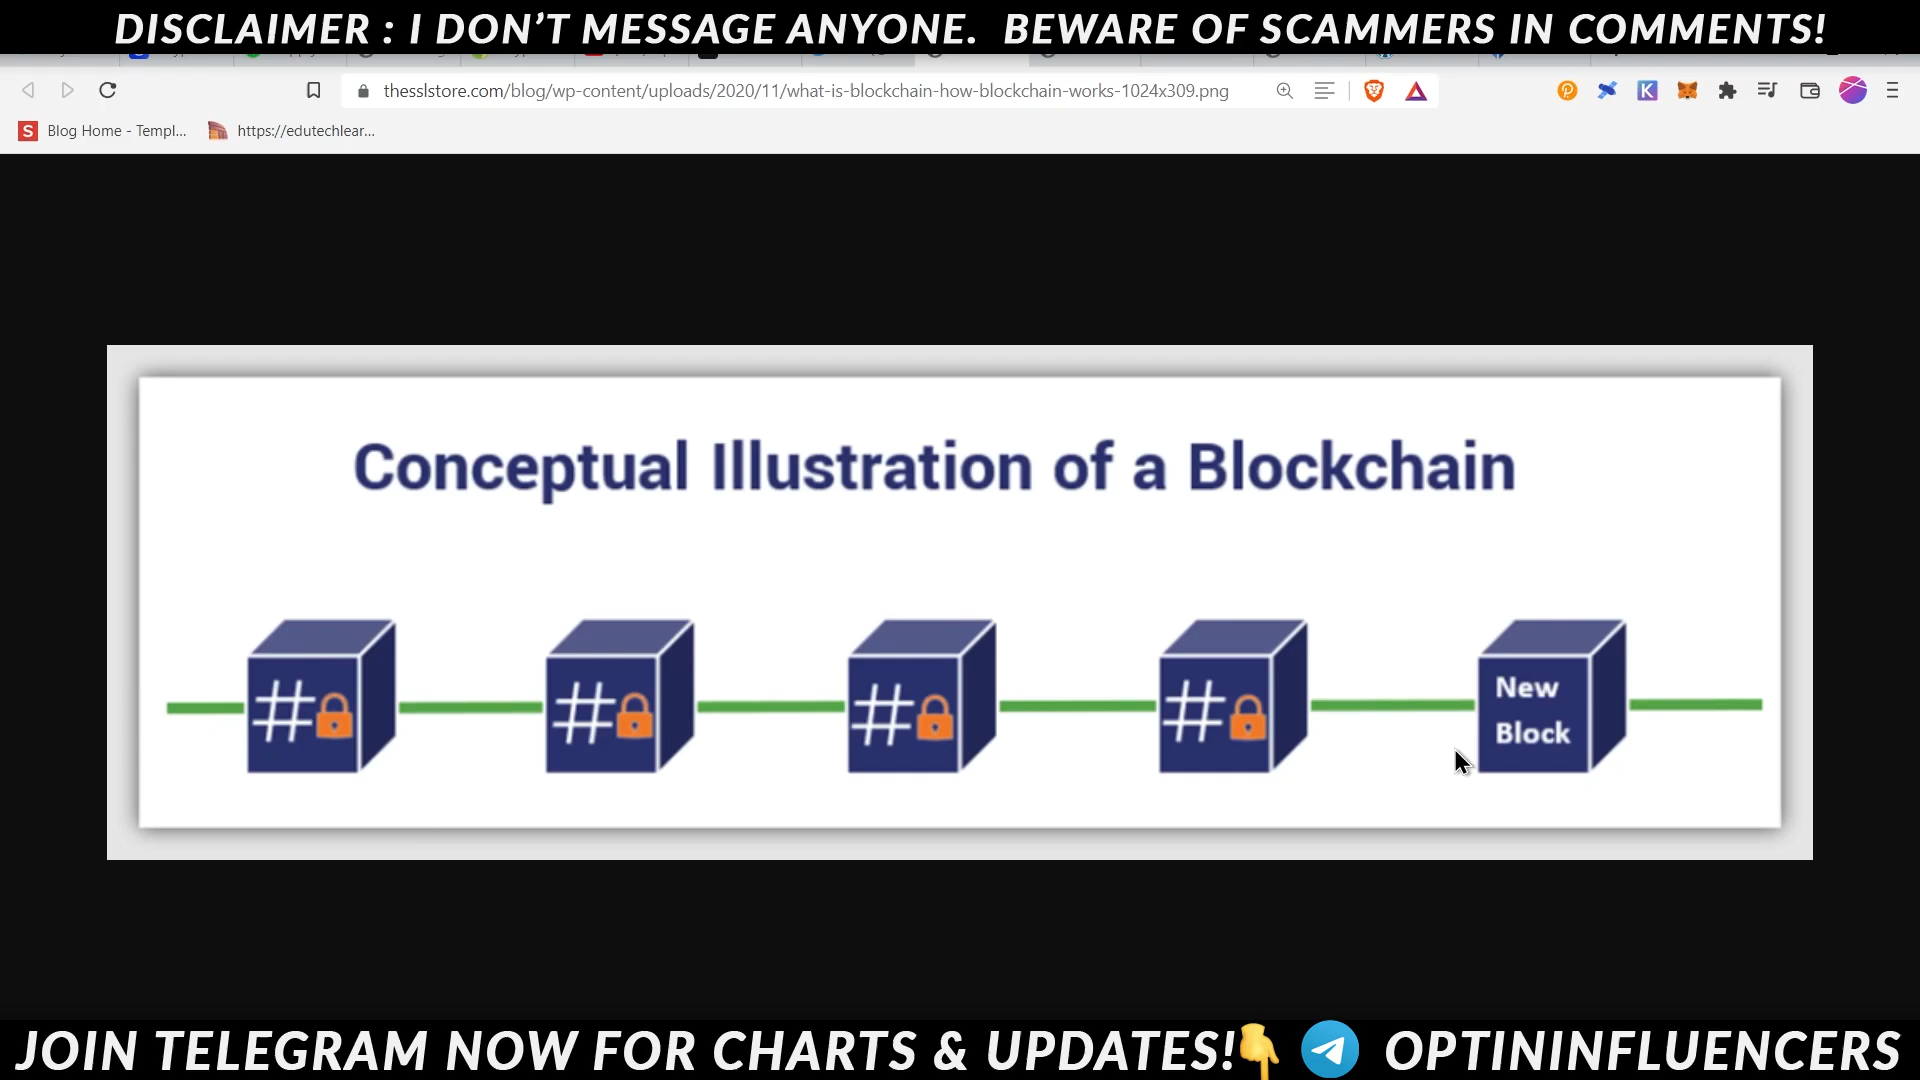 DISCLAIMER : I DON'T MESSAGE ANYONE. BEWARE OF SCAMMERS IN COMMENTS!
thesslstore.com/blog/wp-content/uploads/2020/11/what-is-blockchain-how-blockchain-works-1024x309.png
Blog Home - Templ... https://edutechlear...
Conceptual Illustration of a Blockchain
# # # # New
Block
JOIN TELEGRAM NOW FOR CHARTS & UPDATES! OPTININFLUENCERS